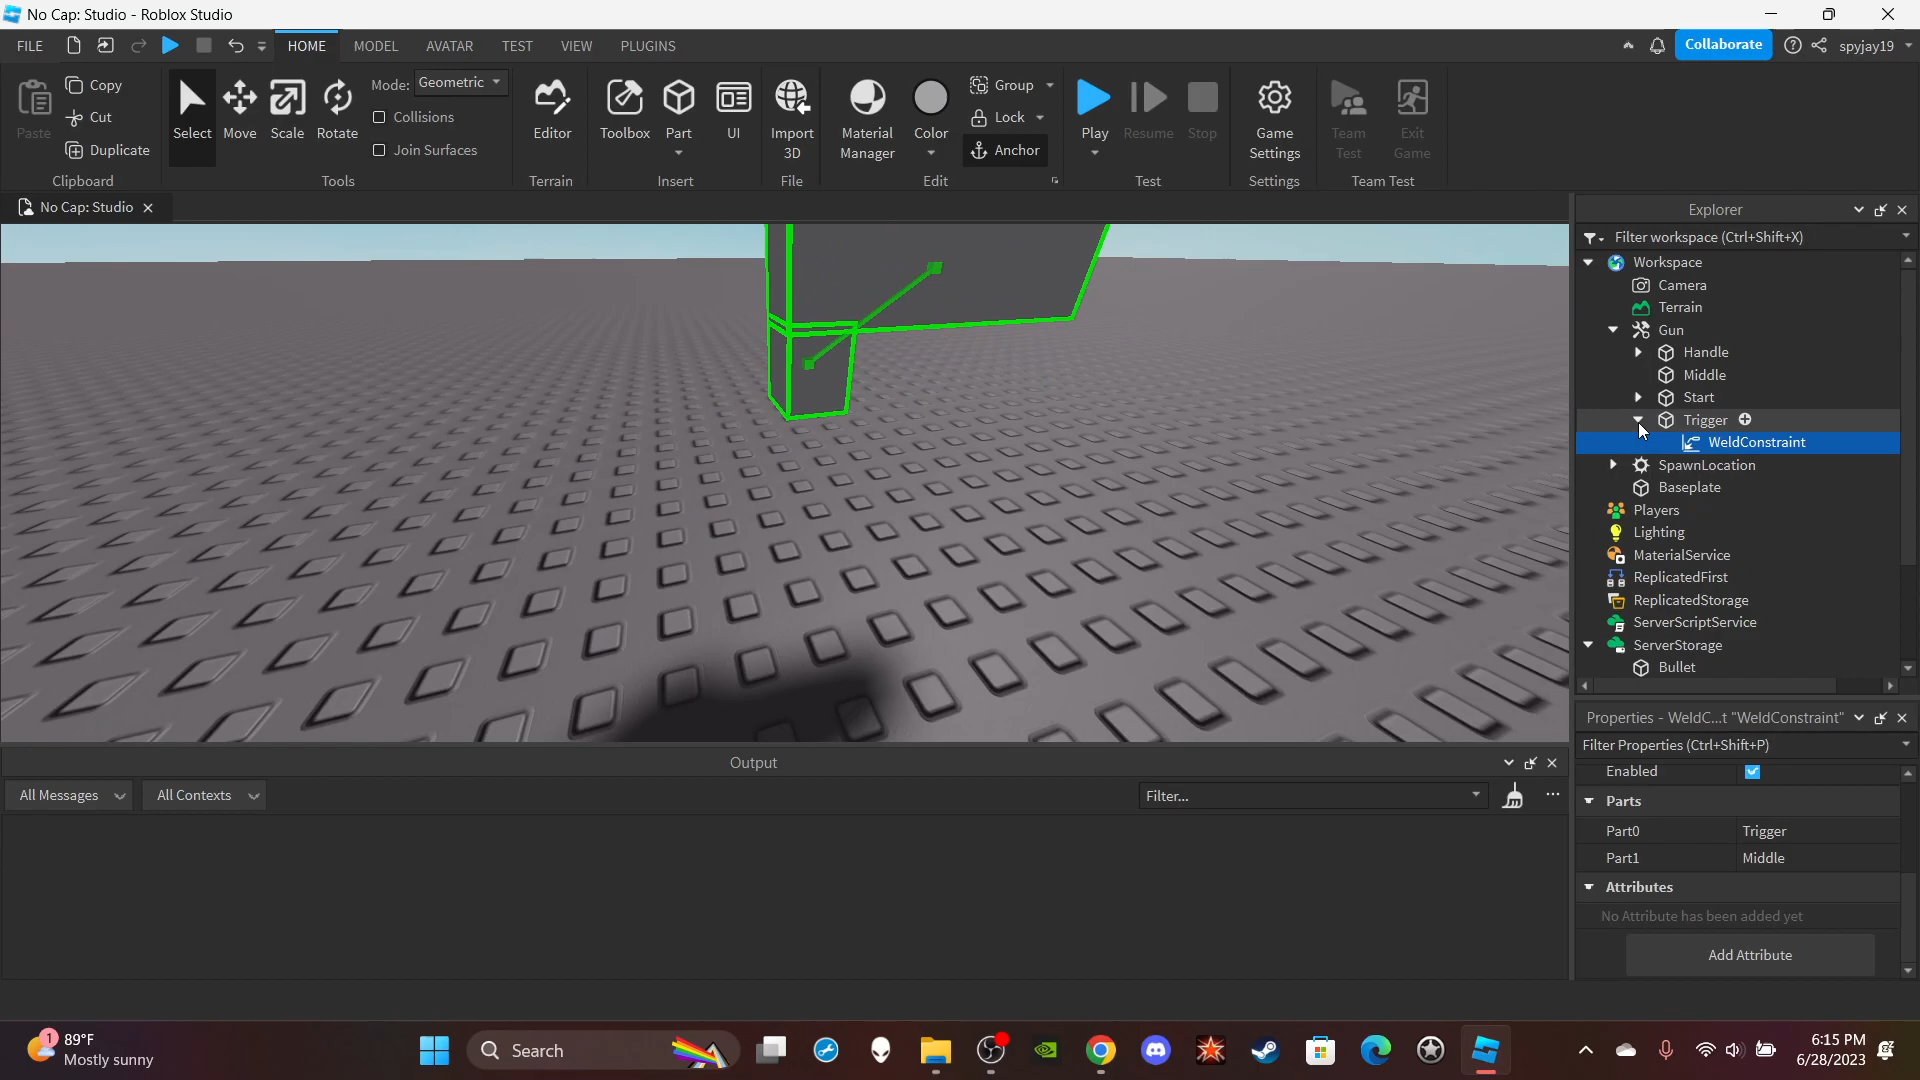 No Cap: Studio - Roblox Studio
FILE HOME MODEL AVATAR TEST VIEW PLUGINS Collaborate spyjay19
Paste Copy Cut Duplicate
Clipboard
Select Move Scale Rotate Mode: Geometric
Collisions
Join Surfaces
Tools
Editor
Terrain
Toolbox Part UI
Insert
Import 3D
File
Material Manager Color Group Lock Anchor
Edit
Play Resume Stop
Test
Game Settings
Settings
Team Test Exit Game
Team Test
No Cap: Studio
Explorer
Filter workspace (Ctrl+Shift+X)
Workspace
Camera
Terrain
Gun
Handle
Middle
Start
Trigger
WeldConstraint
SpawnLocation
Baseplate
Players
Lighting
MaterialService
ReplicatedFirst
ReplicatedStorage
ServerScriptService
ServerStorage
Bullet
Properties - WeldC...t "WeldConstraint"
Filter Properties (Ctrl+Shift+P)
Enabled
Parts
Part0 Trigger
Part1 Middle
Attributes
No Attribute has been added yet
Add Attribute
Output
All Messages All Contexts Filter...
1
89°F
Mostly sunny
Search
6:15 PM
6/28/2023